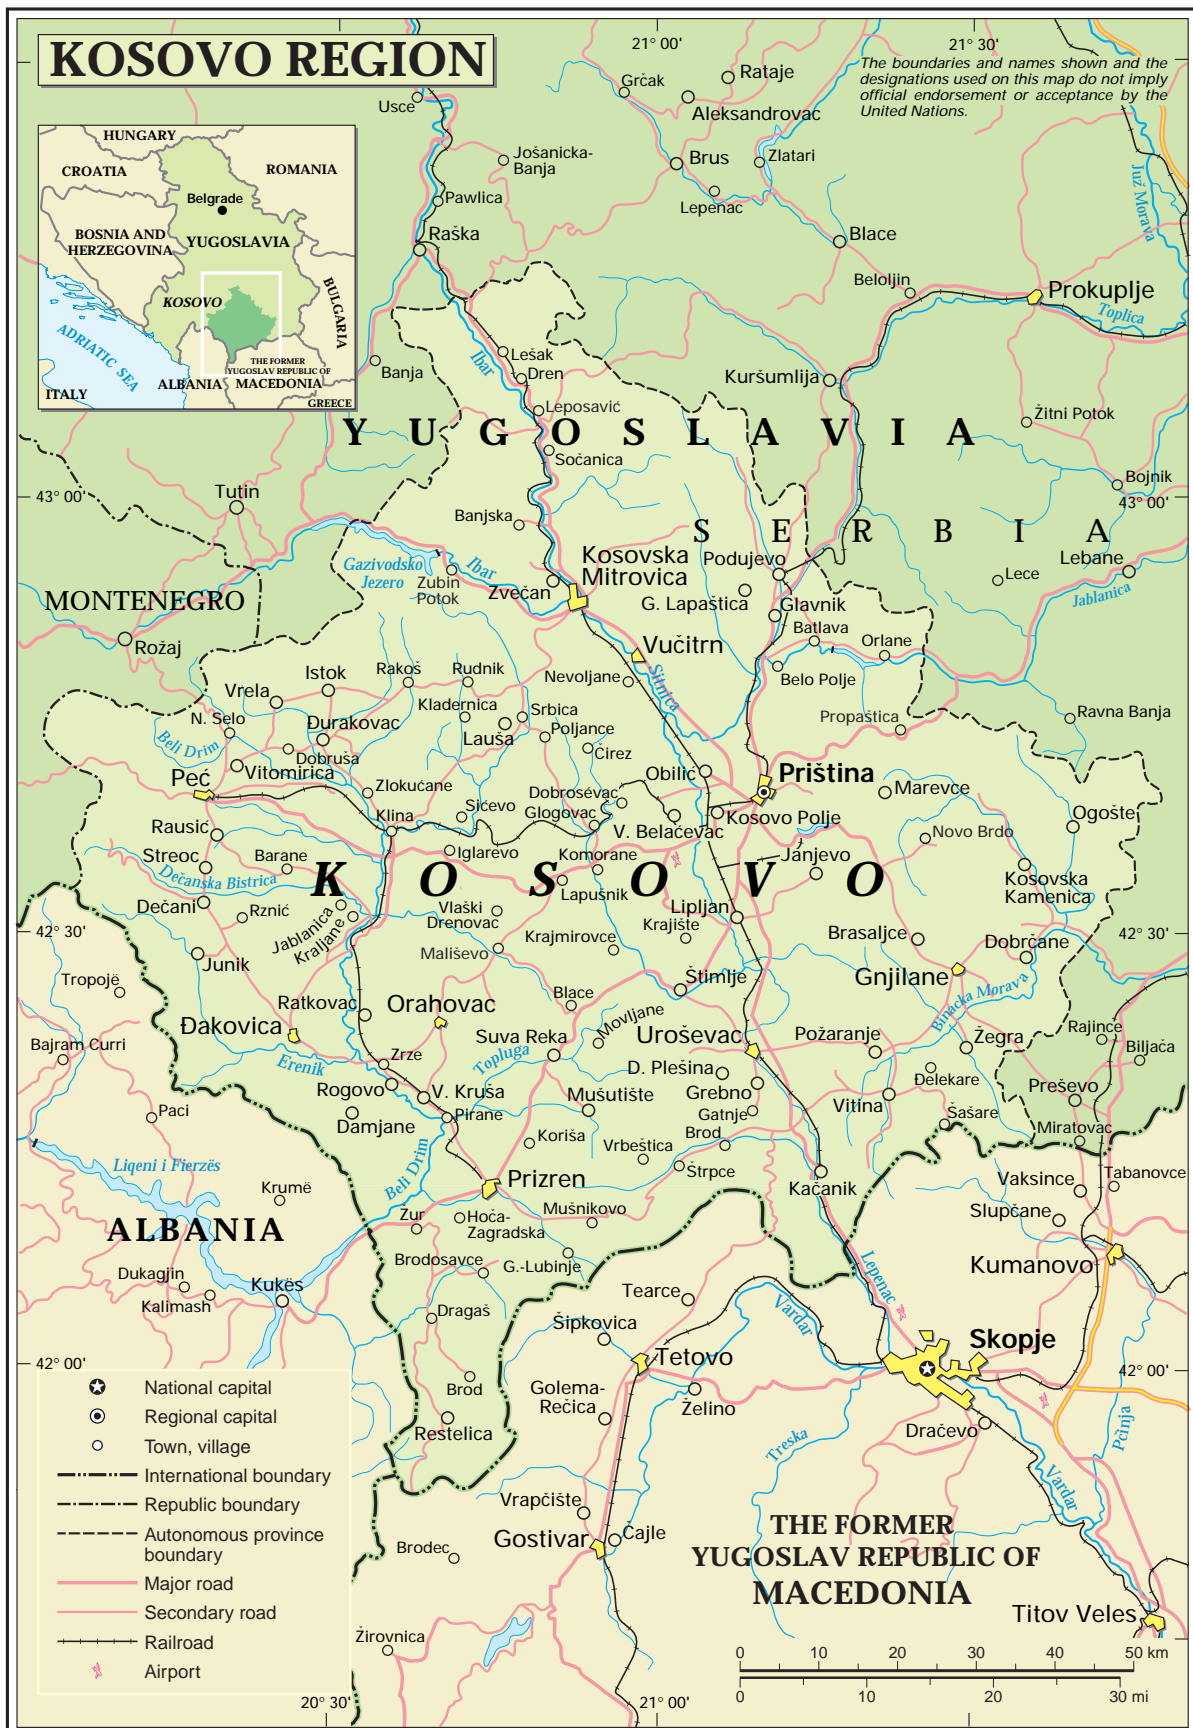 KOSOVO REGION
21° 00'
21° 30'
The boundaries and names shown and the
designations used on this map do not imply
official endorsement or acceptance by the
United Nations.
HUNGARY
CROATIA
ROMANIA
Belgrade
BOSNIA AND
HERZEGOVINA
YUGOSLAVIA
KOSOVO
BULGARIA
ADRIATIC SEA
THE FORMER
YUGOSLAV REPUBLIC OF
MACEDONIA
ALBANIA
ITALY
GREECE
Usce
Grčak
Rataje
Aleksandrovac
Jošanicka-
Banja
Brus
Zlatari
Pawlica
Lepenac
Juž Morava
Raška
Blace
Beloljin
Prokuplje
Toplica
Ibar
Lešak
Dren
Banja
Kuršumlija
Leposavić
Žitni Potok
YUGOSLAVIA
Sočanica
Bojnik
43° 00'
Tutin
43° 00'
Banjska
SERBIA
Gazivodsko
Jezero
Ibar
Zubin
Potok
Zvečan
Kosovska
Mitrovica
Podujevo
Lebane
Lece
Jablanica
G. Lapaštica
Glavnik
MONTENEGRO
Rožaj
Vučitrn
Batlava
Orlane
Istok
Rakoš
Rudnik
Nevoljane
Sitnica
Belo Polje
Vrela
N. Selo
Kladernica
Srbica
Propaštica
Ravna Banja
Đurakovac
Lauša
Poljance
Beli Drim
Dobruša
Čirez
Peć
Vitomirica
Obilić
Priština
Zlokućane
Dobrosévac
Marevce
Klina
Sićevo
Glogovac
V. Belaćevac
Kosovo Polje
Ogošte
Rausić
Novo Brdo
Streoc
Barane
Iglarevo
Komorane
Janjevo
Dečanska Bistrica
KOSOVO
Kosovska
Kamenica
Lapušnik
Dečani
Rznić
Jablanica
Kraljane
Vlaški
Drenovac
Lipljan
Krajište
42° 30'
Krajmirovce
Brasaljce
Dobrčane
42° 30'
Mališevo
Junik
Tropojë
Štimlje
Gnjilane
Ratkovac
Orahovac
Blace
Binačka Morava
Đakovica
Movljane
Suva Reka
Uroševac
Požaranje
Žegra
Rajince
Bajram Curri
Zrze
Topluga
Biljača
Erenik
D. Plešina
Đelekare
Rogovo
V. Kruša
Mušutište
Grebno
Preševo
Paci
Damjane
Pirane
Gatnje
Vitina
Šašare
Koriša
Vrbeštica
Brod
Miratovac
Liqeni i Fierzës
Beli Drim
Štrpce
Prizren
Kačanik
Vaksince
Tabanovce
Krumë
Mušnikovo
Slupčane
ALBANIA
Žur
Hoča-
Zagradska
Brodosavce
G.-Lubinje
Lepenac
Kumanovo
Dukagjin
Kukës
Kalimash
Tearce
Vardar
Dragaš
Šipkovica
Skopje
42° 00'
Tetovo
42° 00'
Brod
Golema-
Rečica
Želino
Restelica
Dračevo
Treska
Pčinja
Vardar
Vrapčište
Gostivar
Čajle
Brodec
THE FORMER
YUGOSLAV REPUBLIC OF
MACEDONIA
Titov Veles
Žirovnica
National capital
Regional capital
Town, village
International boundary
Republic boundary
Autonomous province
boundary
Major road
Secondary road
Railroad
Airport
0 10 20 30 40 50 km
0 10 20 30 mi
20° 30'
21° 00'